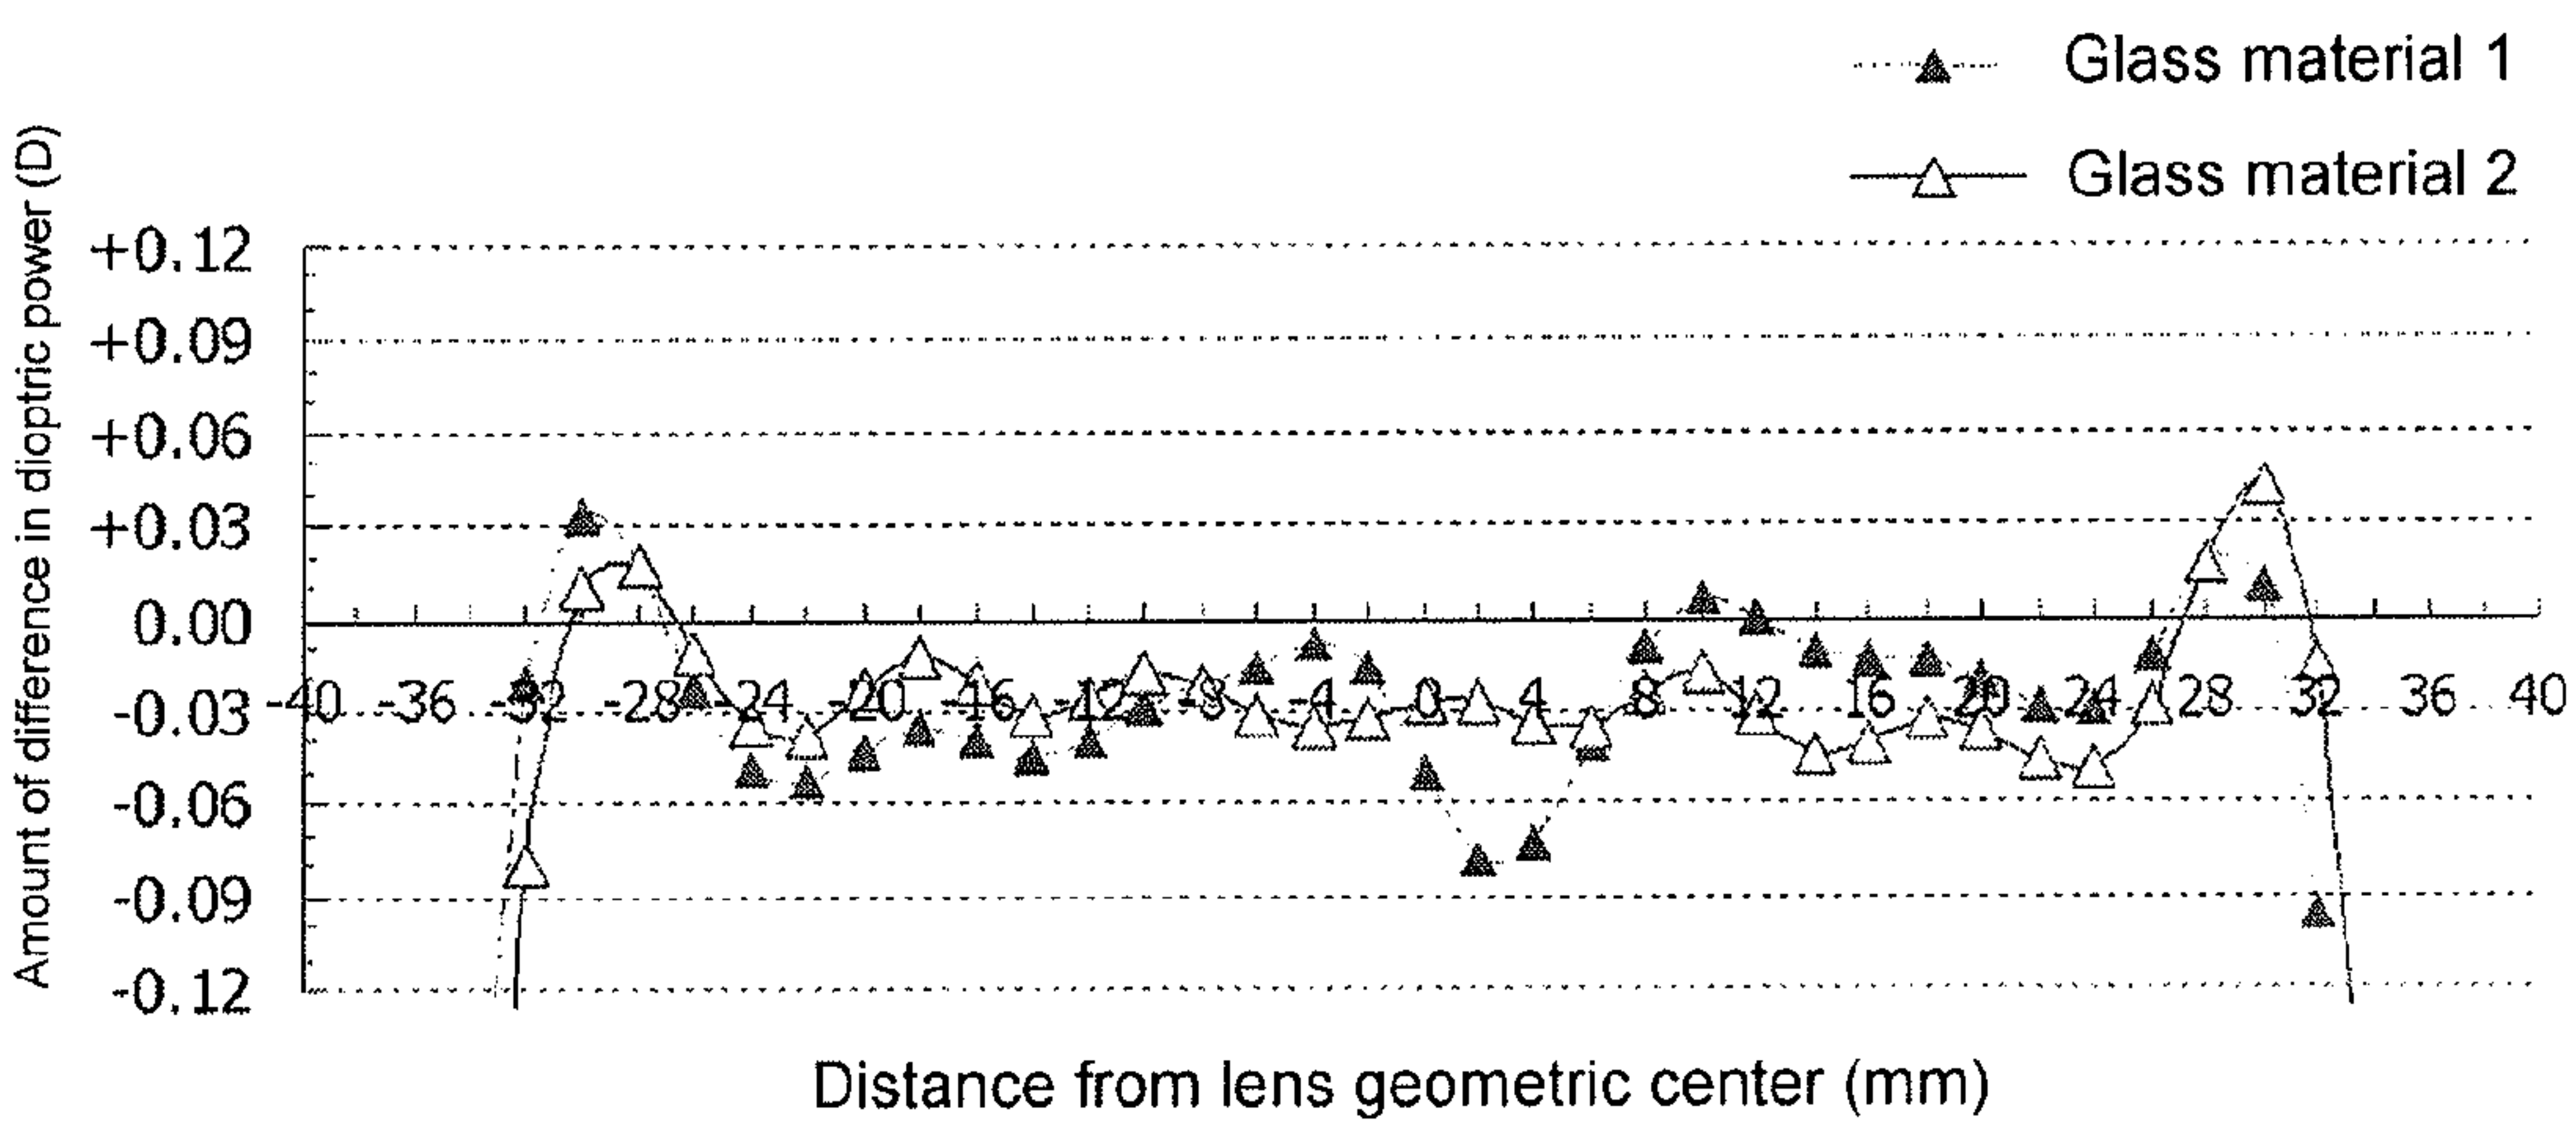 Glass material 1
Glass material 2
Amount of difference in dioptric power (D)
+0.12
+0.09
+0.06
+0.03
0.00
-0.03
-0.06
-0.09
-0.12
-40 -36 -32 -28 -24 -20 -16 -12 -8 -4 0 4 8 12 16 20 24 28 32 36 40
Distance from lens geometric center (mm)